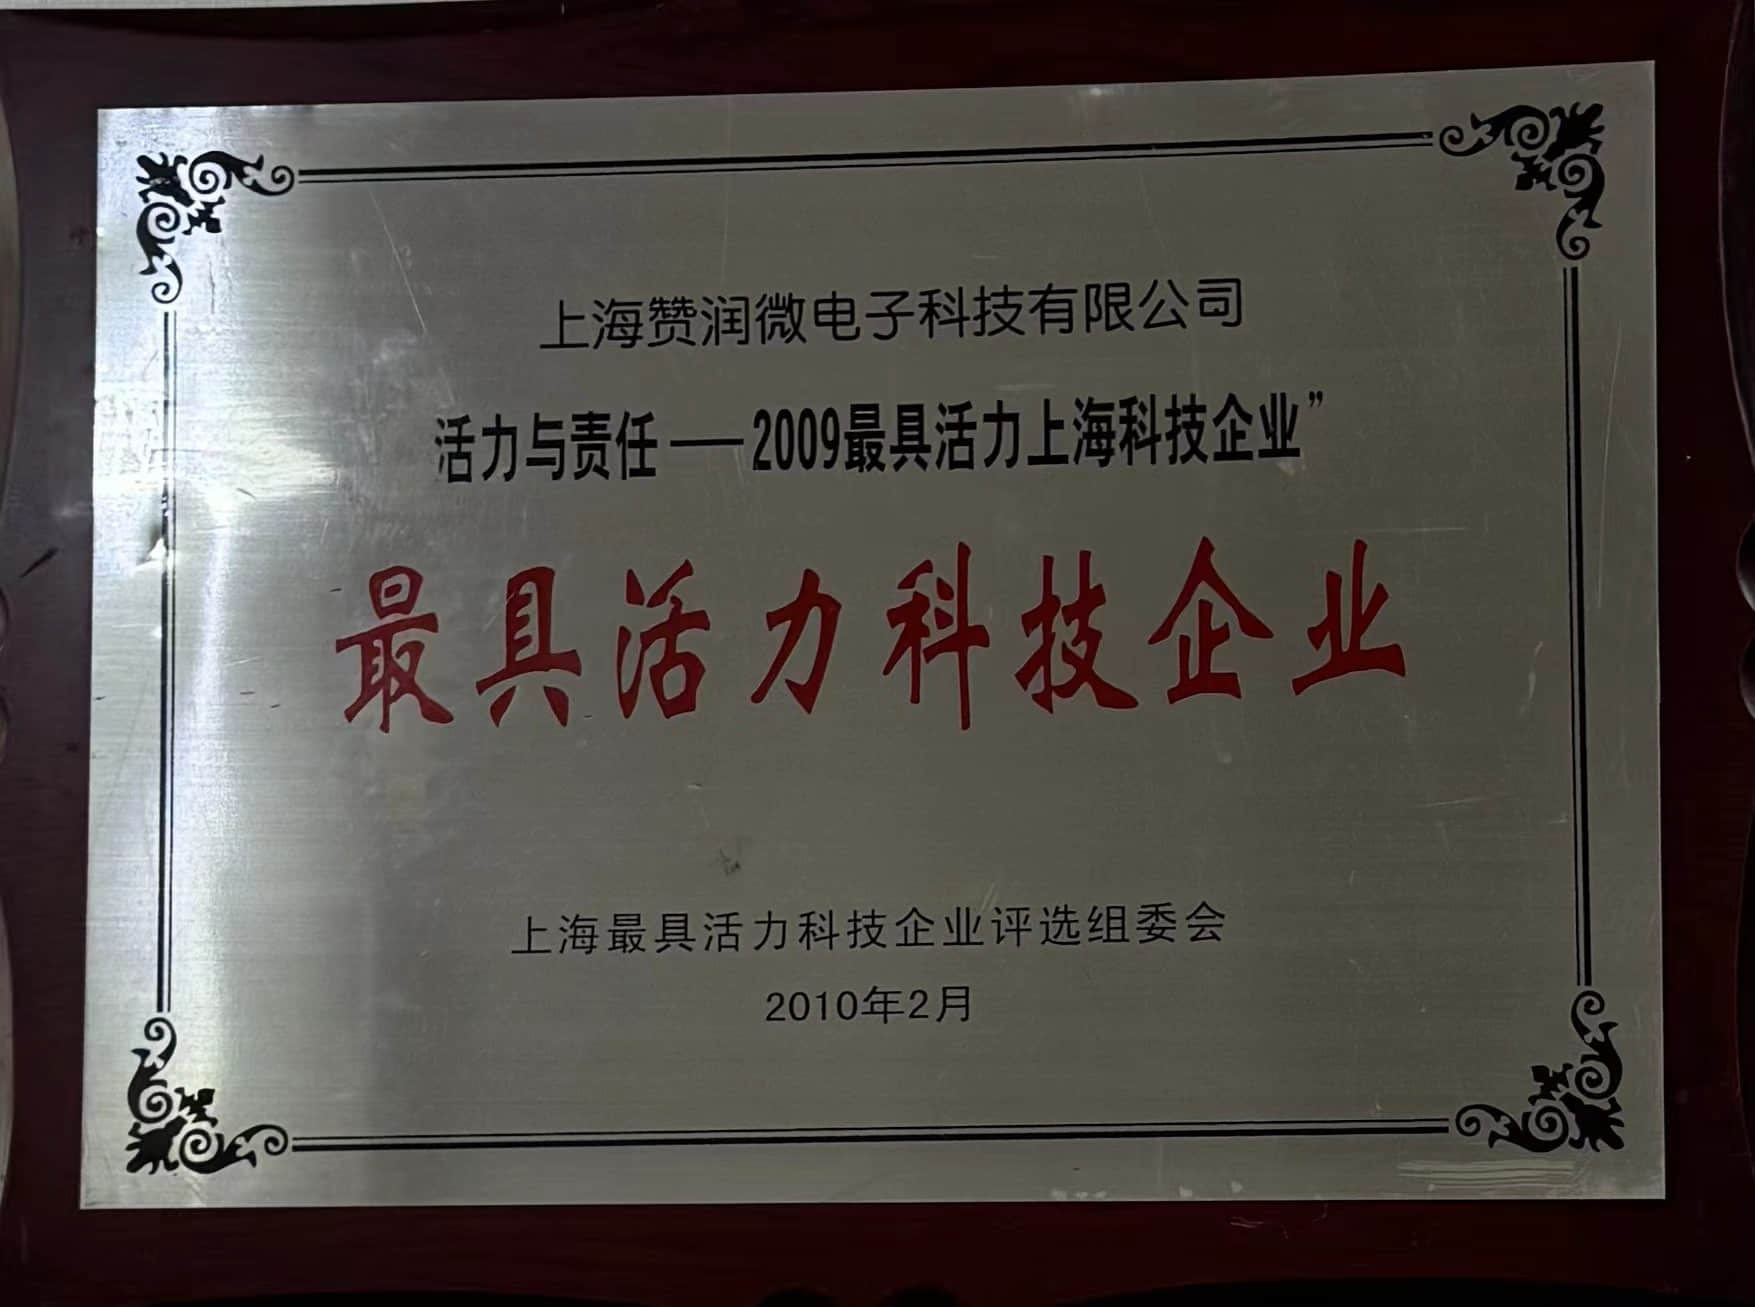 上海赞润微电子科技有限公司
活力与责任——2009最具活力上海科技企业”
最具活力科技企业
上海最具活力科技企业评选组委会
2010年2月